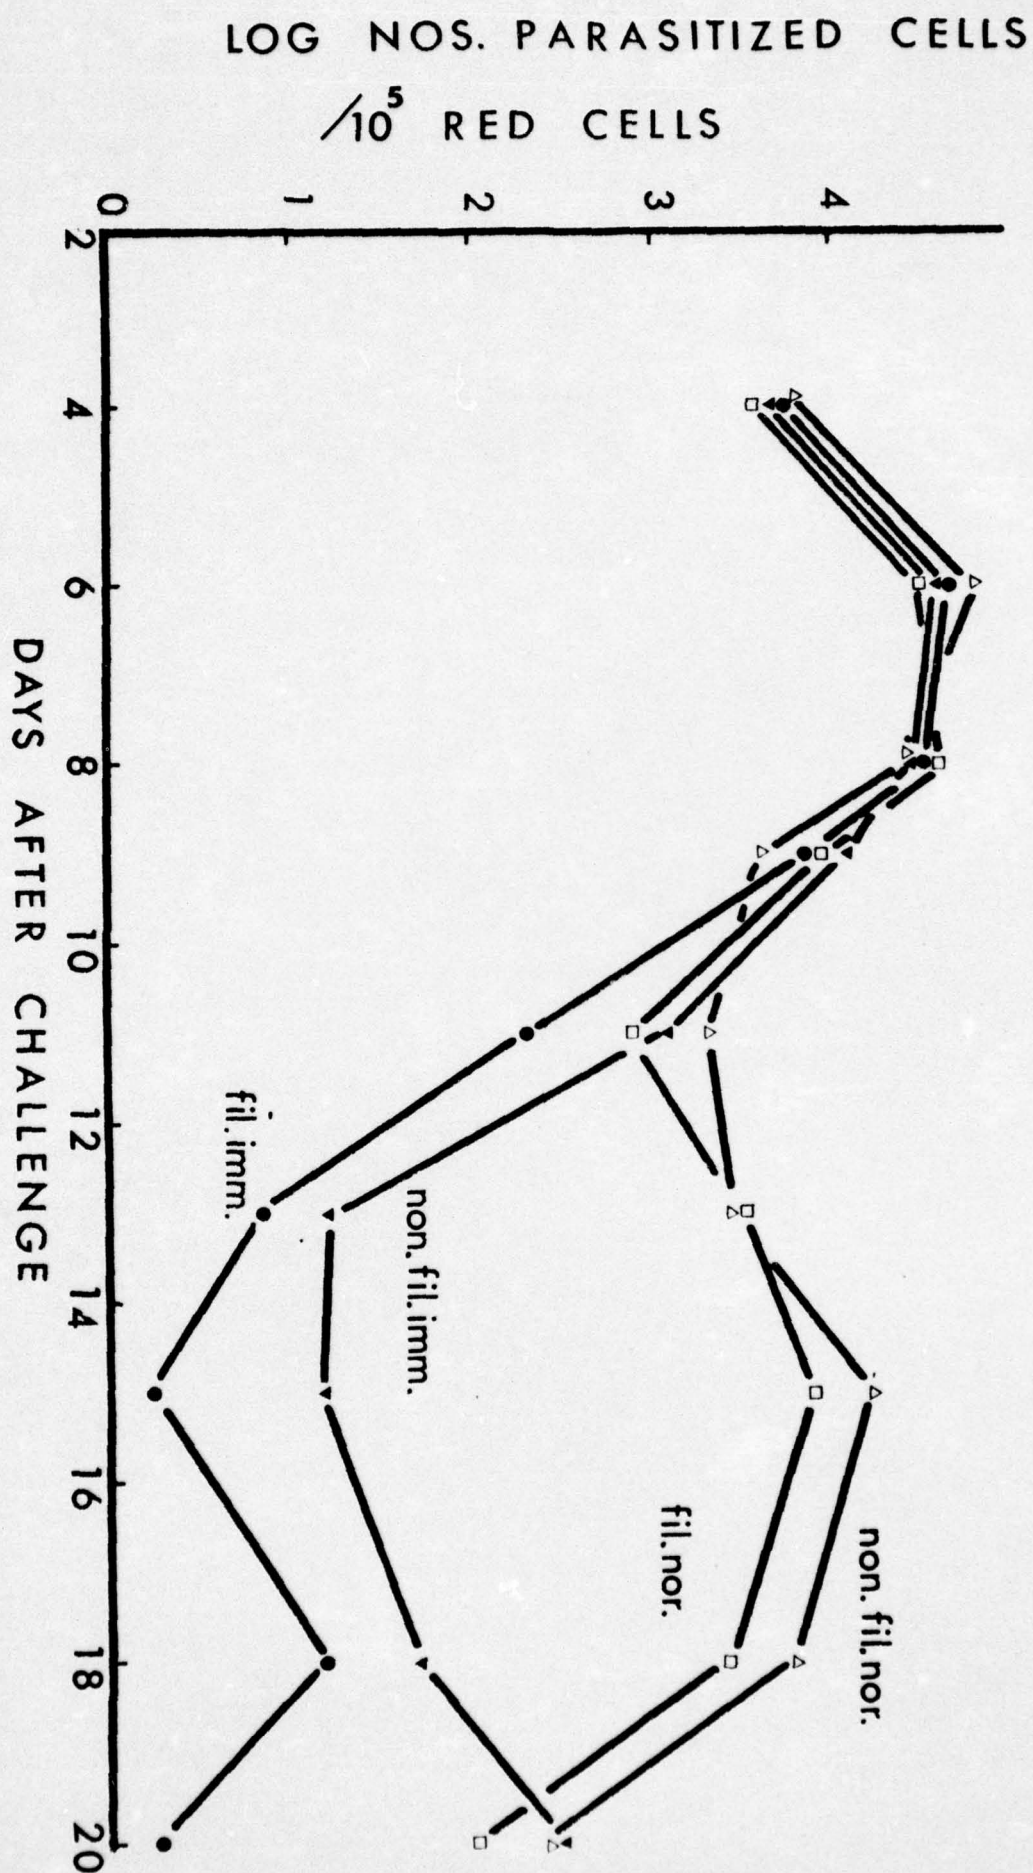 LOG NOS. PARASITIZED CELLS
/10⁵ RED CELLS
0
1
2
3
4
2
4
6
8
10
12
14
16
18
20
DAYS AFTER CHALLENGE
fil. imm.
non. fil. imm.
fil. nor.
non. fil. nor.